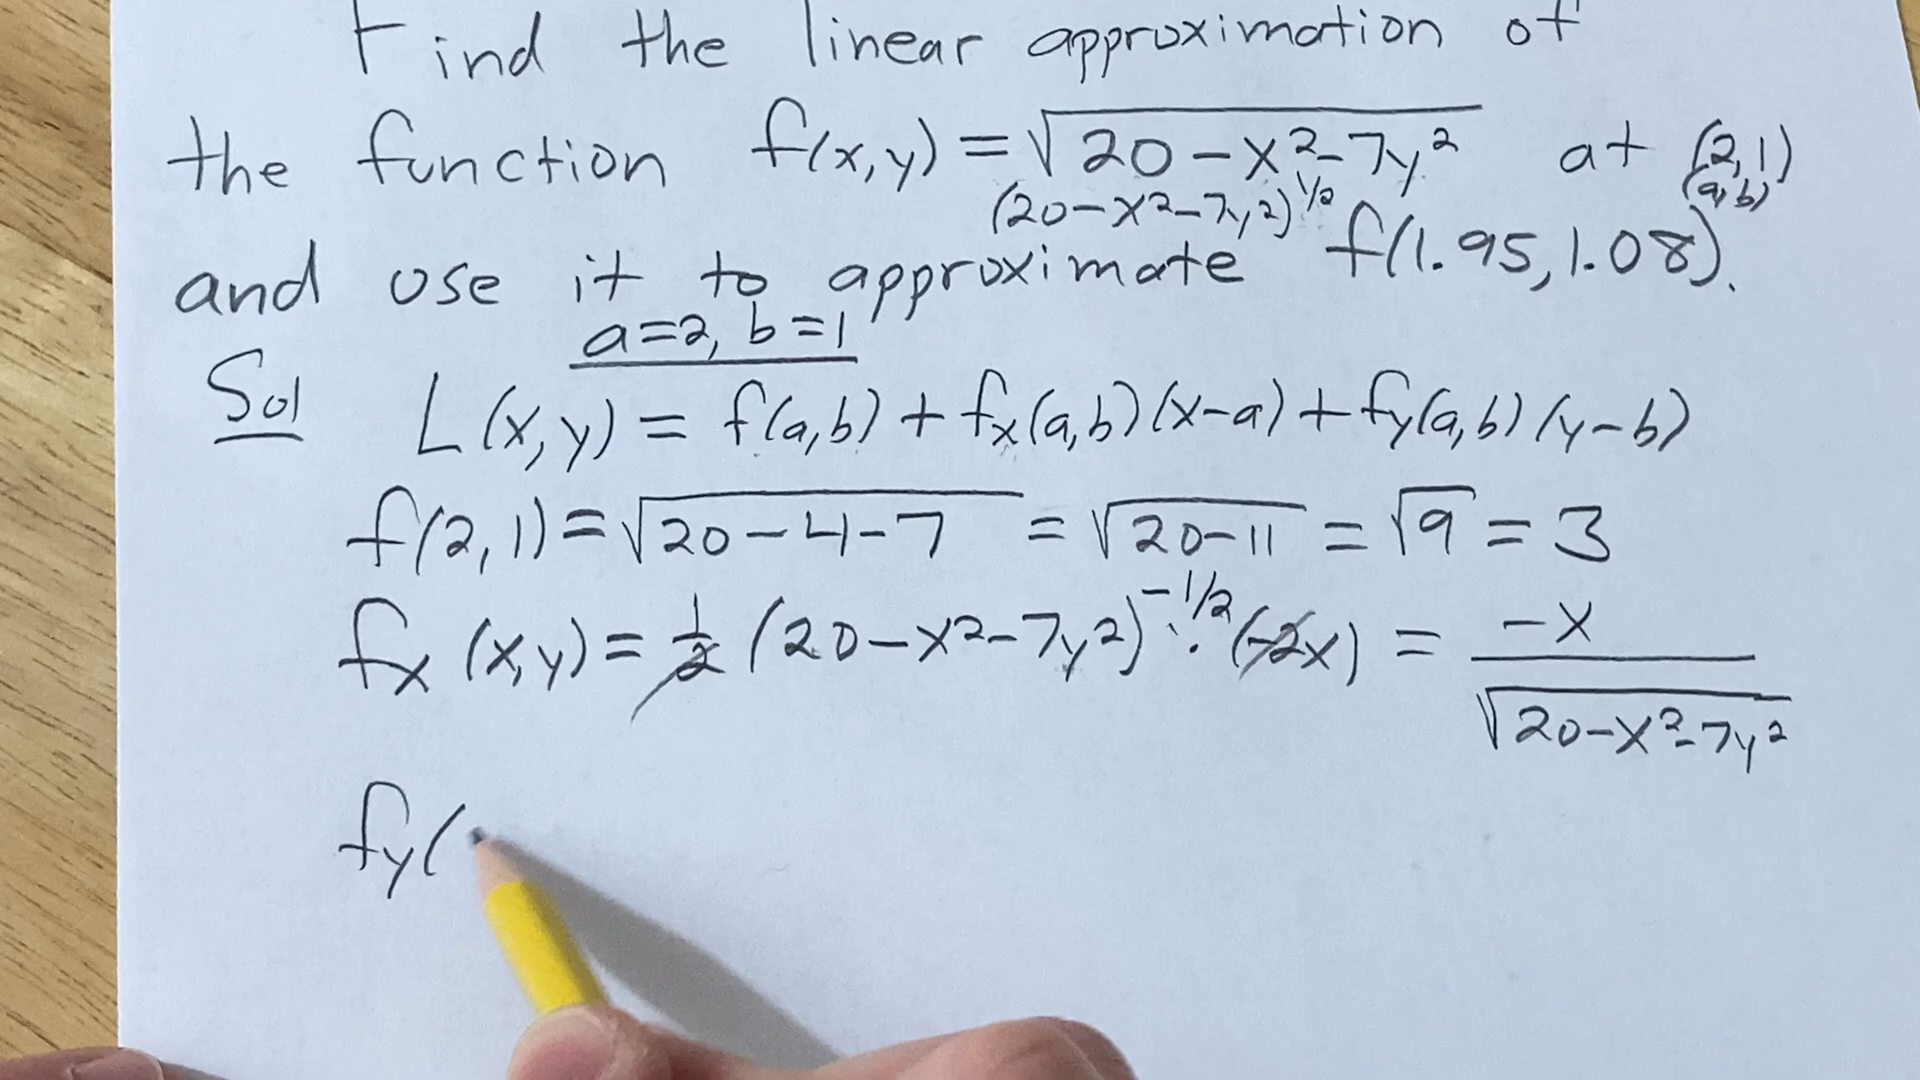 Find the linear approximation of
the function f(x,y) = √20-x²-7y² at (2,1)
(20-x²-7y²)^1/2 (a,b)
and use it to approximate f(1.95,1.08).
a=2, b=1
Sol L(x,y) = f(a,b) + fx(a,b)(x-a) + fy(a,b)(y-b)
f(2,1) = √20-4-7 = √20-11 = √9 = 3
fx(x,y) = 1/2 (20-x²-7y²)^-1/2 · (-2x) = -x/√20-x²-7y²
fy(